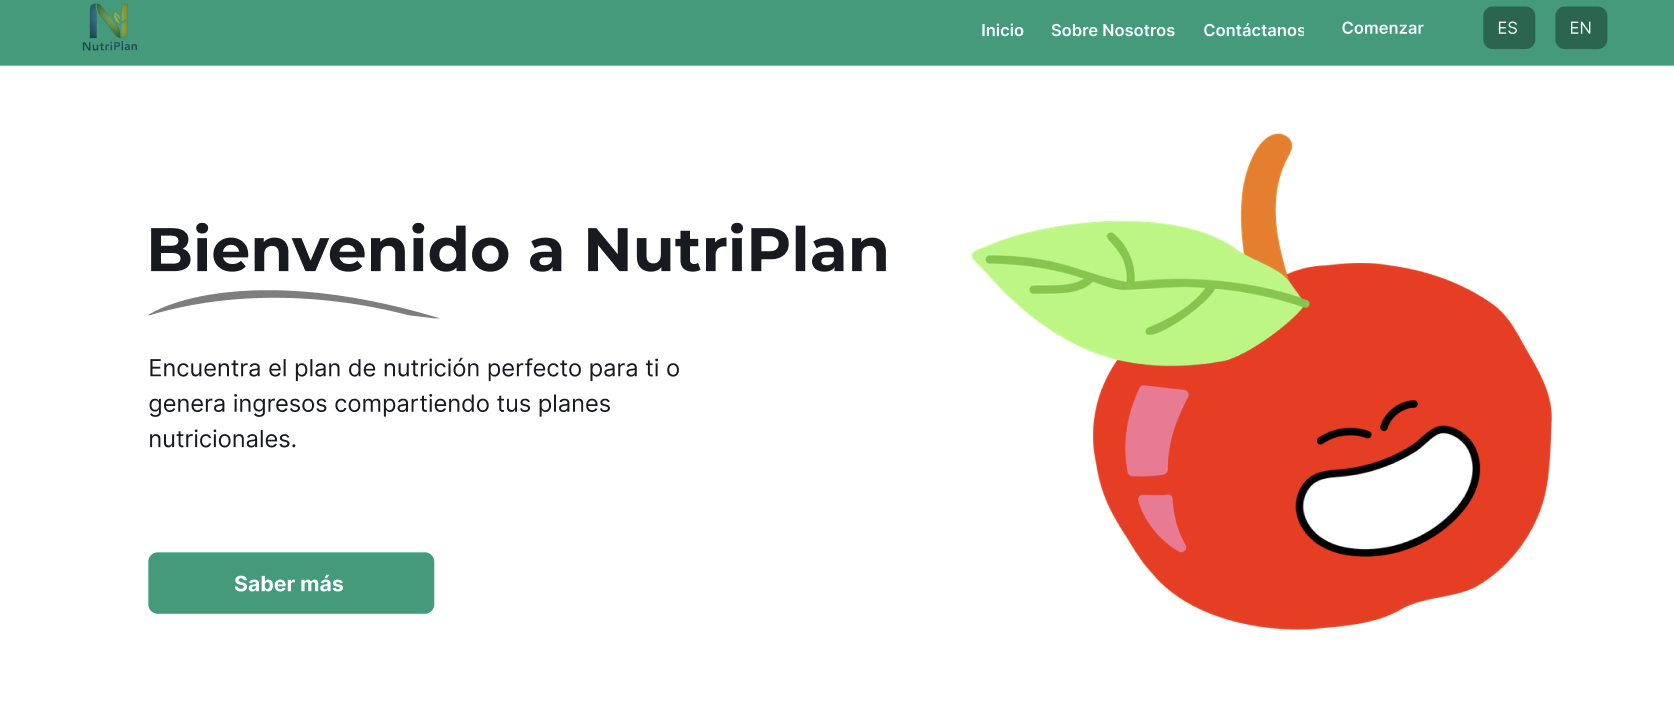 NutriPlan
Inicio Sobre Nosotros Contáctanos Comenzar ES EN
Bienvenido a NutriPlan
Encuentra el plan de nutrición perfecto para ti o
genera ingresos compartiendo tus planes
nutricionales.
Saber más